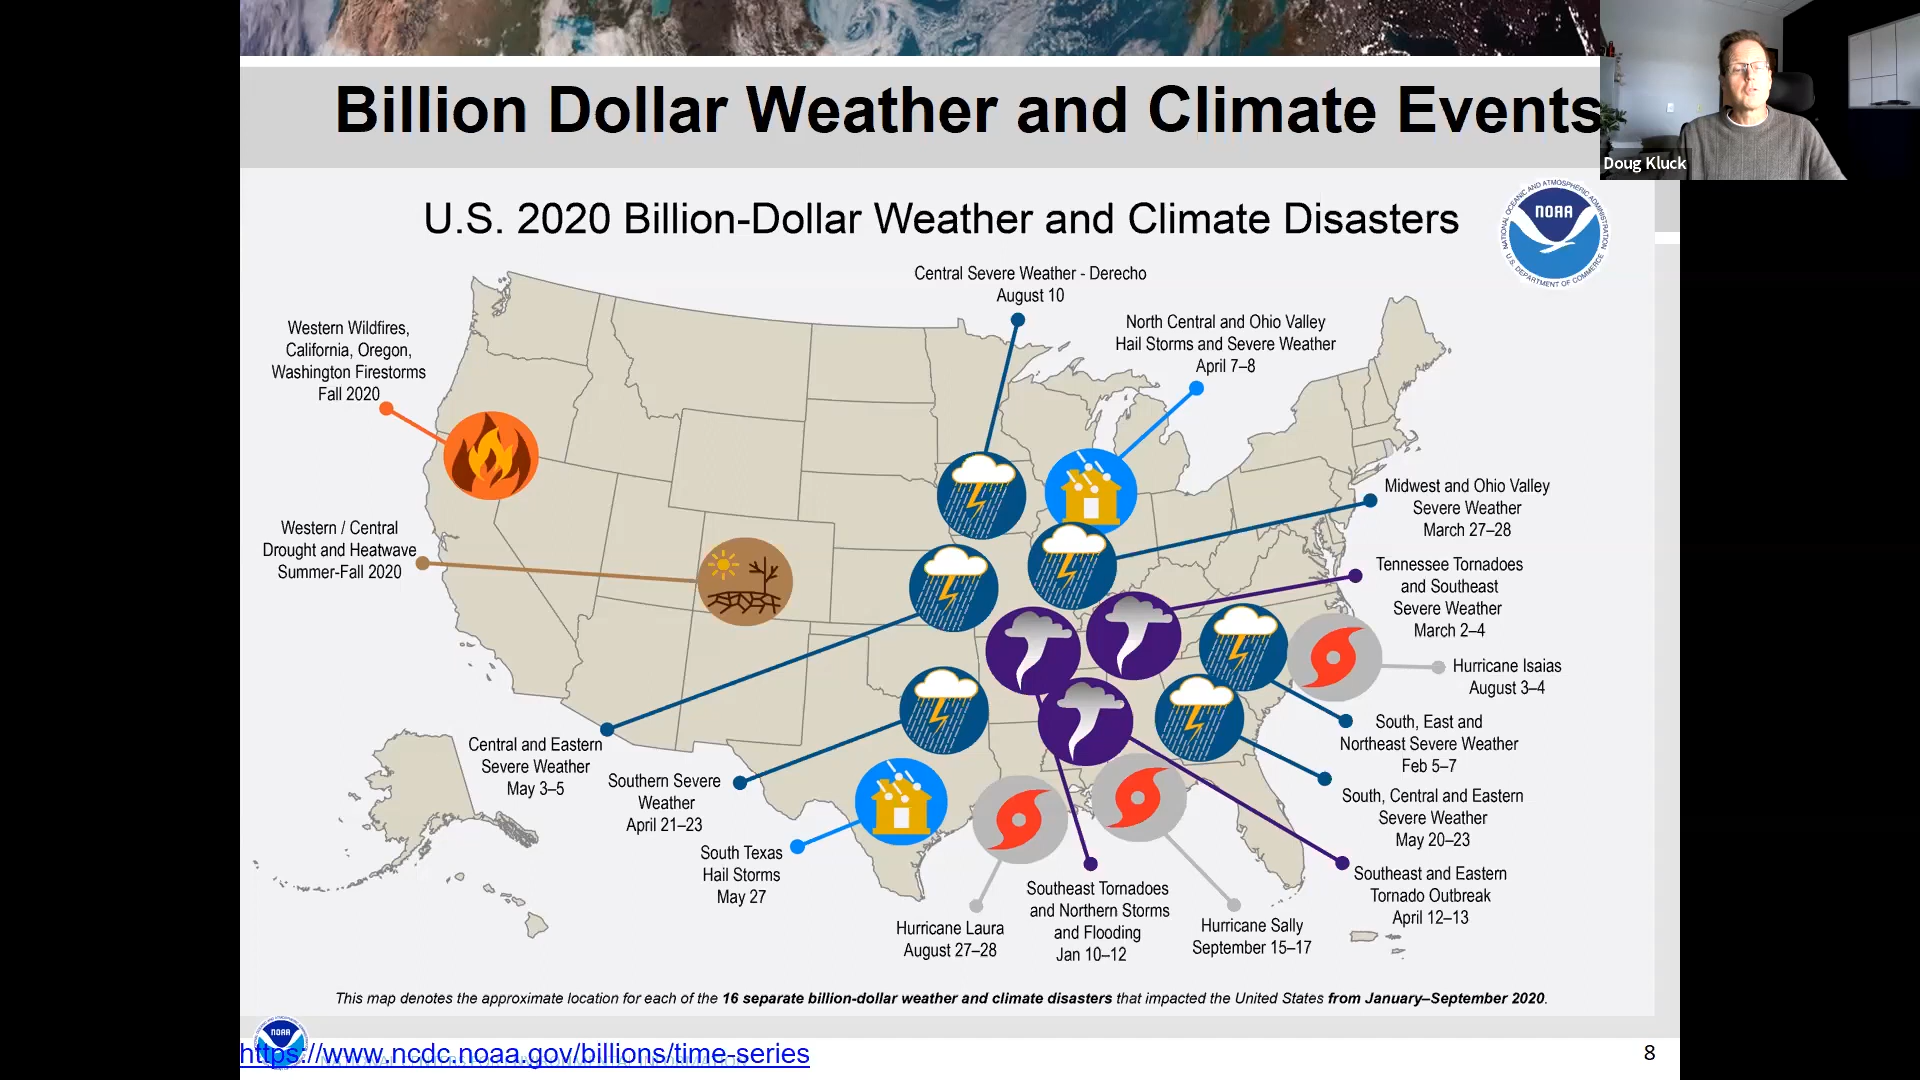 Billion Dollar Weather and Climate Events
Doug Kluck
U.S. 2020 Billion-Dollar Weather and Climate Disasters
NATIONAL OCEANIC AND ATMOSPHERIC ADMINISTRATION
NOAA
U.S. DEPARTMENT OF COMMERCE
Central Severe Weather - Derecho
August 10
North Central and Ohio Valley
Hail Storms and Severe Weather
April 7–8
Western Wildfires,
California, Oregon,
Washington Firestorms
Fall 2020
Western / Central
Drought and Heatwave
Summer-Fall 2020
Midwest and Ohio Valley
Severe Weather
March 27–28
Tennessee Tornadoes
and Southeast
Severe Weather
March 2–4
Hurricane Isaias
August 3–4
South, East and
Northeast Severe Weather
Feb 5–7
South, Central and Eastern
Severe Weather
May 20–23
Southeast and Eastern
Tornado Outbreak
April 12–13
Central and Eastern
Severe Weather
May 3–5
Southern Severe
Weather
April 21–23
South Texas
Hail Storms
May 27
Hurricane Laura
August 27–28
Southeast Tornadoes
and Northern Storms
and Flooding
Jan 10–12
Hurricane Sally
September 15–17
This map denotes the approximate location for each of the 16 separate billion-dollar weather and climate disasters that impacted the United States from January–September 2020.
NOAA
https://www.ncdc.noaa.gov/billions/time-series
8